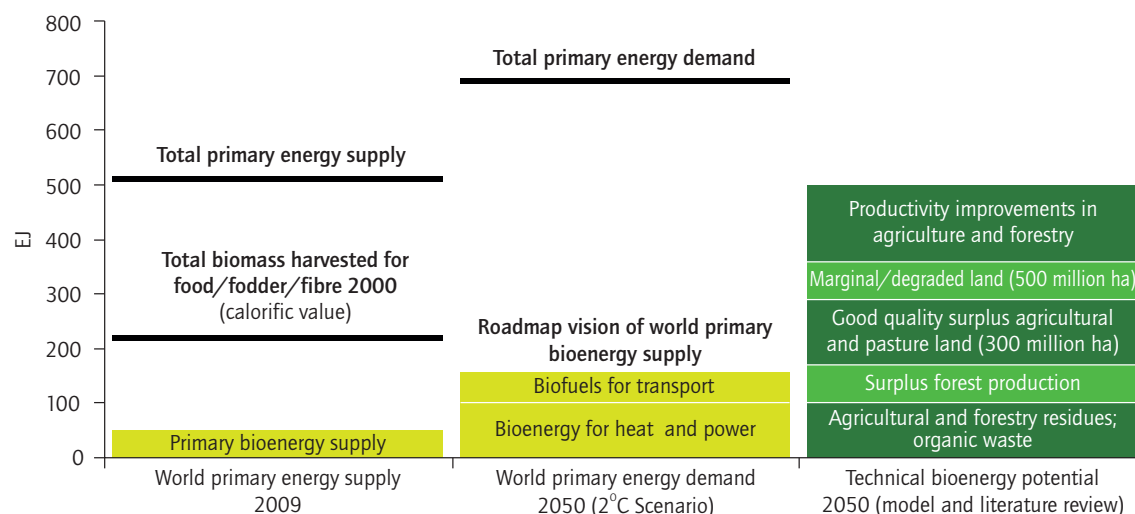 800
700
600
500
400
300
200
100
0
EJ
Total primary energy supply
Total biomass harvested for
food/fodder/fibre 2000
(calorific value)
Primary bioenergy supply
World primary energy supply
2009
Total primary energy demand
Roadmap vision of world primary
bioenergy supply
Biofuels for transport
Bioenergy for heat and power
World primary energy demand
2050 (2°C Scenario)
Productivity improvements in
agriculture and forestry
Marginal/degraded land (500 million ha)
Good quality surplus agricultural
and pasture land (300 million ha)
Surplus forest production
Agricultural and forestry residues;
organic waste
Technical bioenergy potential
2050 (model and literature review)